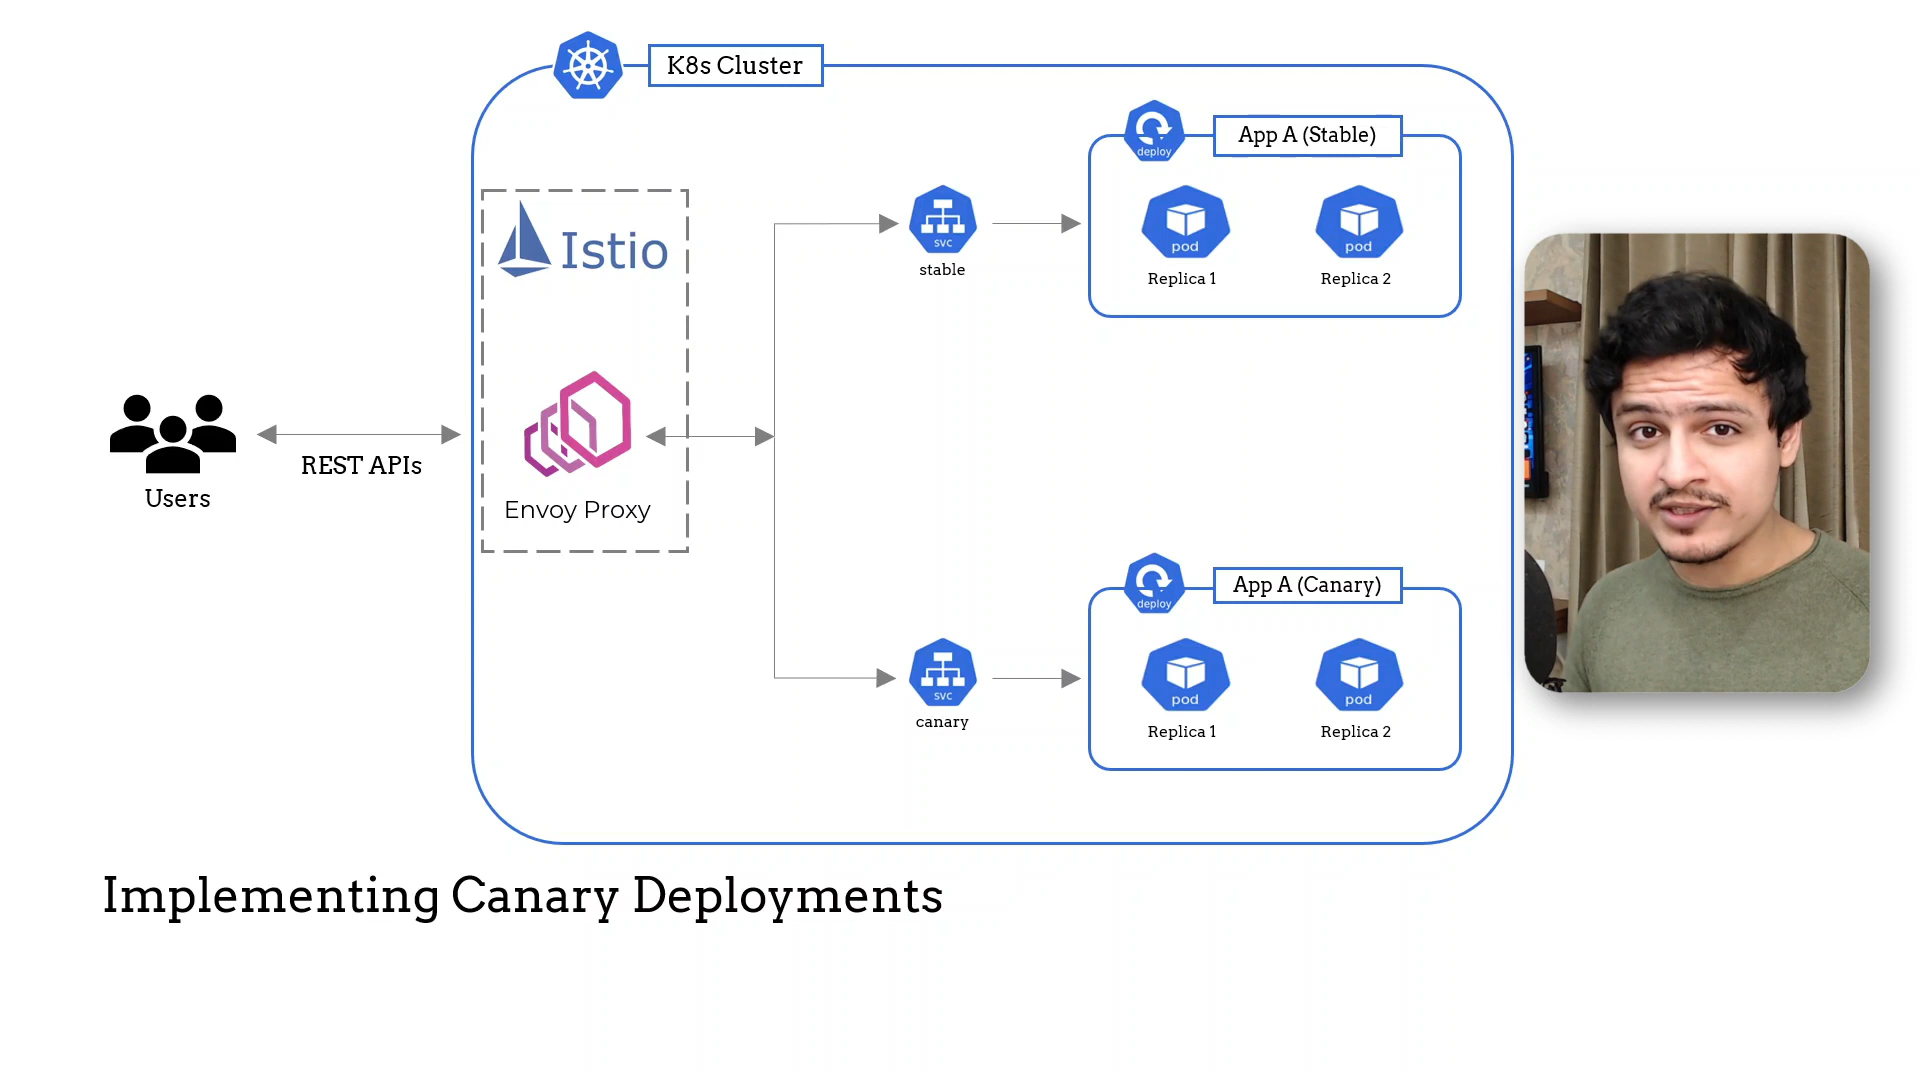 K8s Cluster
deploy
App A (Stable)
Istio
svc
stable
pod
pod
Replica 1
Replica 2
Users
REST APIs
Envoy Proxy
deploy
App A (Canary)
svc
canary
pod
pod
Replica 1
Replica 2
Implementing Canary Deployments